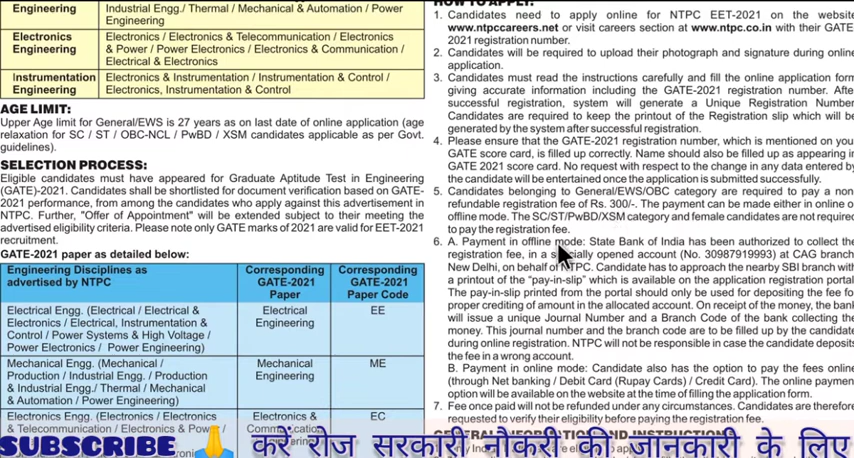 Engineering
Industrial Engg./ Thermal / Mechanical & Automation / Power
Engineering
Electronics
Engineering
Electronics / Electronics & Telecommunication / Electronics
& Power / Power Electronics / Electronics & Communication /
Electrical & Electronics
Instrumentation
Engineering
Electronics & Instrumentation / Instrumentation & Control /
Electronics, Instrumentation & Control
AGE LIMIT:
Upper Age limit for General/EWS is 27 years as on last date of online application (age
relaxation for SC / ST / OBC-NCL / PwBD / XSM candidates applicable as per Govt.
guidelines).
SELECTION PROCESS:
Eligible candidates must have appeared for Graduate Aptitude Test in Engineering
(GATE)-2021. Candidates shall be shortlisted for document verification based on GATE-
2021 performance, from among the candidates who apply against this advertisement in
NTPC. Further, "Offer of Appointment" will be extended subject to their meeting the
advertised eligibility criteria. Please note only GATE marks of 2021 are valid for EET-2021
recruitment.
GATE-2021 paper as detailed below:
Engineering Disciplines as
advertised by NTPC
Corresponding
GATE-2021
Paper
Corresponding
GATE-2021
Paper Code
Electrical Engg. (Electrical / Electrical &
Electronics / Electrical, Instrumentation &
Control / Power Systems & High Voltage /
Power Electronics / Power Engineering)
Electrical
Engineering
EE
Mechanical Engg. (Mechanical /
Production / Industrial Engg. / Production
& Industrial Engg./ Thermal / Mechanical
& Automation / Power Engineering)
Mechanical
Engineering
ME
Electronics Engg. (Electronics / Electronics
& Telecommunication / Electronics & Power /
Electronics &
EC
HOW TO APPLY:
1. Candidates need to apply online for NTPC EET-2021 on the website
www.ntpccareers.net or visit careers section at www.ntpc.co.in with their GATE-
2021 registration number.
2. Candidates will be required to upload their photograph and signature during online
application.
3. Candidates must read the instructions carefully and fill the online application form
giving accurate information including the GATE-2021 registration number. After
successful registration, system will generate a Unique Registration Number.
Candidates are required to keep the printout of the Registration slip which will be
generated by the system after successful registration.
4. Please ensure that the GATE-2021 registration number, which is mentioned on you
GATE score card, is filled up correctly. Name should also be filled up as appearing in
GATE 2021 score card. No request with respect to the change in any data entered by
the candidate will be entertained once the application is submitted successfully.
5. Candidates belonging to General/EWS/OBC category are required to pay a non-
refundable registration fee of Rs. 300/-. The payment can be made either in online or
offline mode. The SC/ST/PwBD/XSM category and female candidates are not required
to pay the registration fee.
6. A. Payment in offline mode: State Bank of India has been authorized to collect the
registration fee, in a specially opened account (No. 30987919993) at CAG branch,
New Delhi, on behalf of NTPC. Candidate has to approach the nearby SBI branch with
a printout of the “pay-in-slip” which is available on the application registration portal.
The pay-in-slip printed from the portal should only be used for depositing the fee for
proper crediting of amount in the allocated account. On receipt of the money, the bank
will issue a unique Journal Number and a Branch Code of the bank collecting the
money. This journal number and the branch code are to be filled up by the candidate
during online registration. NTPC will not be responsible in case the candidate deposits
the fee in a wrong account.
B. Payment in online mode: Candidate also has the option to pay the fees online
(through Net banking / Debit Card (Rupay Cards) / Credit Card). The online payment
option will be available on the website at the time of filling the application form.
7. Fee once paid will not be refunded under any circumstances. Candidates are therefore
requested to verify their eligibility before paying the registration fee.
GENERAL INFORMATION AND INSTRUCTIONS
SUBSCRIBE करें रोज सरकारी नौकरी की जानकारी के लिए